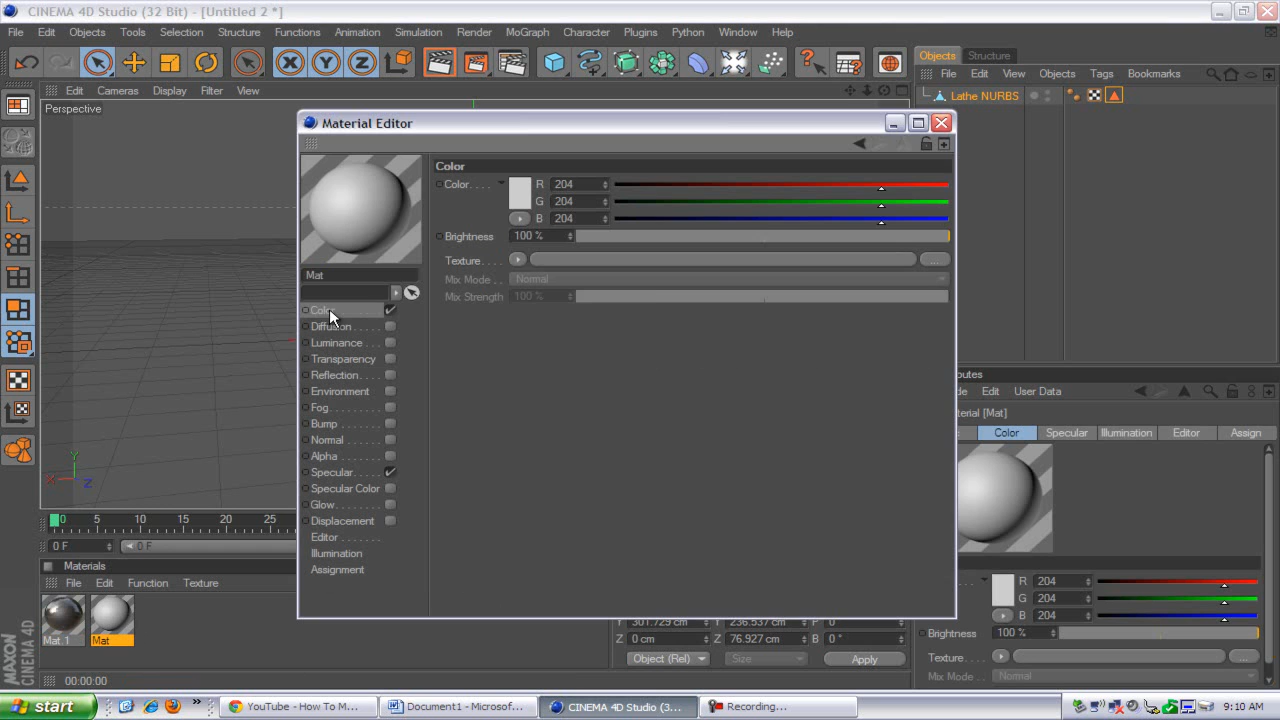 CINEMA 4D Studio (32 Bit) - [Untitled 2 *]
File Edit Objects Tools Selection Structure Functions Animation Simulation Render MoGraph Character Plugins Python Window Help
Objects Structure
File Edit View Objects Tags Bookmarks
Edit Cameras Display Filter View
Perspective
Lathe NURBS
Material Editor
Color
Color. . . .
R 204
G 204
B 204
Brightness 100 %
Texture. . . .
...
Mix Mode . . Normal
Mix Strength 100 %
Mat
Diffusion
Luminance
Transparency
Reflection
Environment
Fog
Bump
Normal
Alpha
Specular
Specular Color
Glow
Displacement
Editor
Illumination
Assignment
User Data
Edit
[Mat]
Color Specular Illumination Editor Assign
R 204
G 204
B 204
Brightness 100 %
Texture. . . .
...
Mix Mode . . Normal
Y
X
Z
0 5 10 15 20 25
0 F 0 F
Materials
File Edit Function Texture
Mat.1 Mat
Y 301.729 cm 236.537 cm P 0
Z 0 cm 76.927 cm B 0 °
Object (Rel) Size Apply
MAXON
CINEMA 4D
00:00:00
start YouTube - How To M... Document1 - Microsof... CINEMA 4D Studio (3... Recording... 9:10 AM